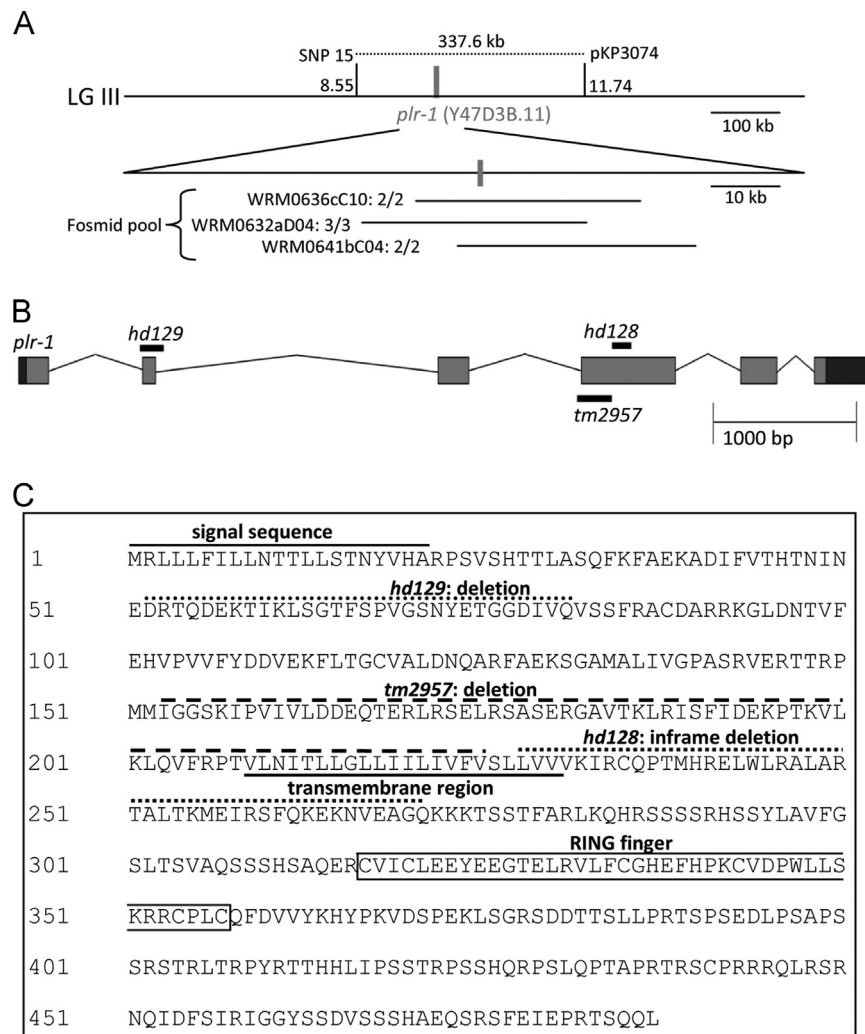 A
337.6 kb
SNP 15
pKP3074
8.55
11.74
LG III
plr-1 (Y47D3B.11)
100 kb
10 kb
WRM0636cC10: 2/2
Fosmid pool
WRM0632aD04: 3/3
WRM0641bC04: 2/2
B
plr-1
hd129
hd128
tm2957
1000 bp
C
signal sequence
1 MRLLLFILLNTTLLSTNYVHARPSVSHTTLASQFKFAEKADIFVTHTNIN
hd129: deletion
51 EDRTQDEKTIKLSGTFSPVGSNYETGGDIVQVSSFRACDARRKGLDNTVF
101 EHVPVVFYDDVEKFLTGCVALDNQARFAEKSGAMALIVGPASRVERTTRP
tm2957: deletion
151 MMIGGSKIPVIVLDDEQTERLRSELRSASERGAVTKLRISFIDEKPTKVL
hd128: inframe deletion
201 KLQVFRPTVLNITLLGLLIILIVFVSLLVVVKIRCQPTMHRELWLRALAR
transmembrane region
251 TALTKMEIRSFQKEKNVEAGQKKKTSSTFARLKQHRSSSSRHSSYLAVFG
RING finger
301 SLTSVAQSSSHSAQERCVICLEEYEEGTELRVLFCGHEFHPKCVDPWLLS
351 KRRCPLCQFDVVYKHYPKVDSPEKLSGRSDDTTSLLPRTSPSEDLPSAPS
401 SRSTRLTRPYRTTHHLIPSSTRPSSHQRPSLQPTAPRTRSCPRRRQLRSR
451 NQIDFSIRIGGYSSDVSSSHAEQSRSFEIEPRTSQQL